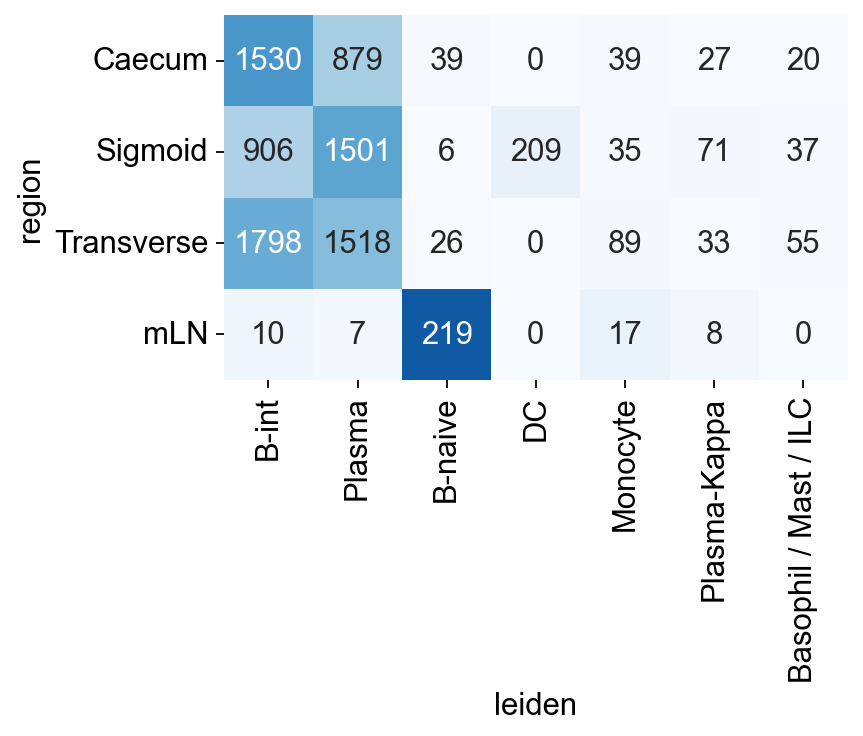 Caecum 1530 879 39 0 39 27 20
Sigmoid 906 1501 6 209 35 71 37
Transverse 1798 1518 26 0 89 33 55
mLN 10 7 219 0 17 8 0
region
B-int
Plasma
B-naive
DC
Monocyte
Plasma-Kappa
Basophil / Mast / ILC
leiden